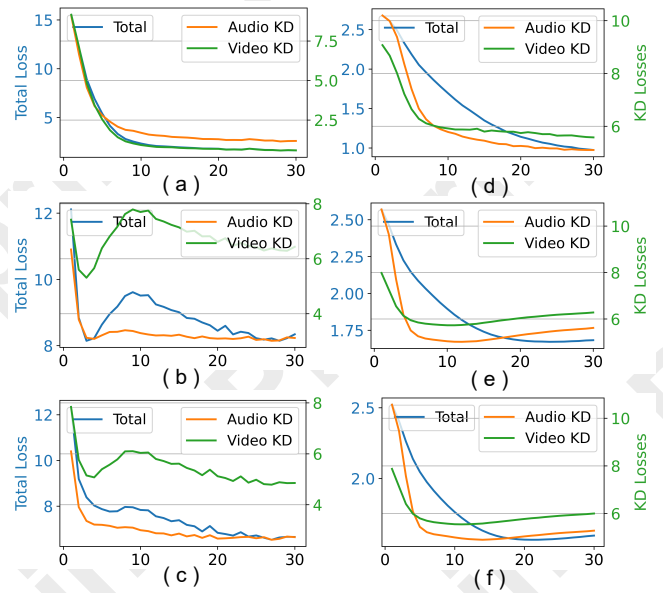 Total
Audio KD
Video KD
Total Loss
15
10
5
7.5
5.0
2.5
0
10
20
30
( a )
Total
Audio KD
Video KD
KD Losses
2.5
2.0
1.5
1.0
10
8
6
0
10
20
30
( d )
Total
Audio KD
Video KD
Total Loss
12
10
8
8
6
4
0
10
20
30
( b )
Total
Audio KD
Video KD
KD Losses
2.50
2.25
2.00
1.75
10
8
6
0
10
20
30
( e )
Total
Audio KD
Video KD
Total Loss
12
10
8
8
6
4
0
10
20
30
( c )
Total
Audio KD
Video KD
KD Losses
2.5
2.0
10
8
6
0
10
20
30
( f )